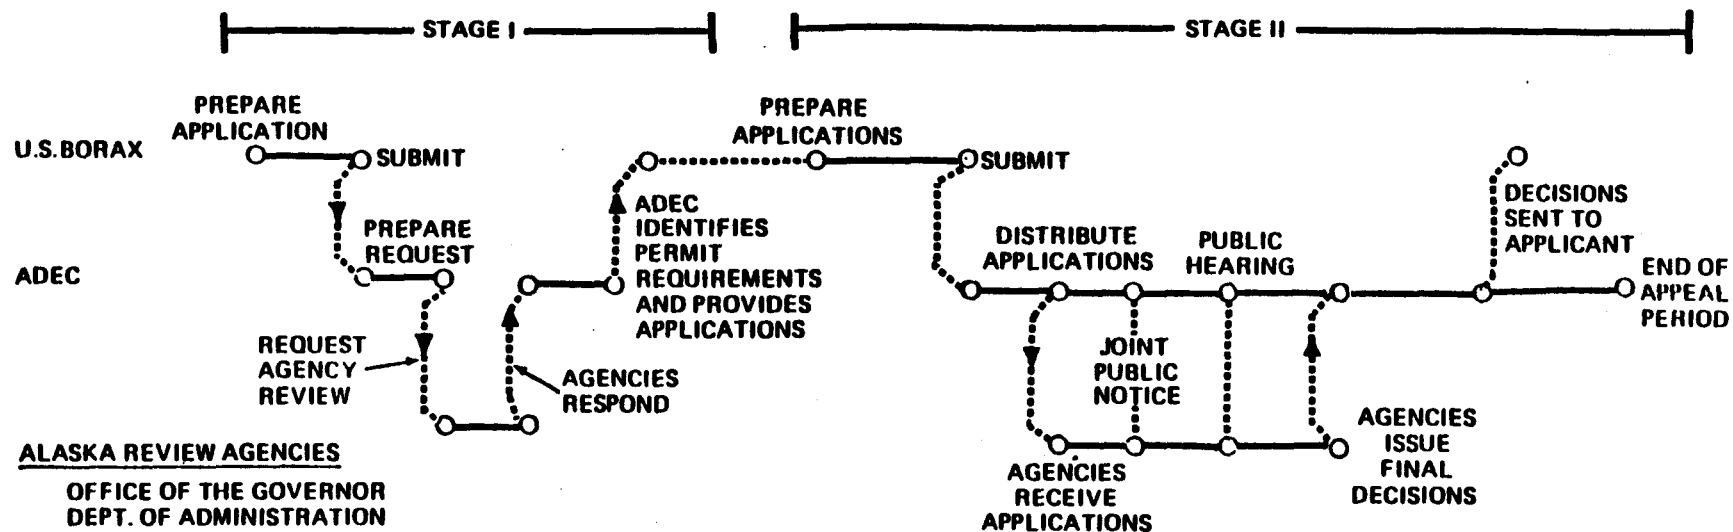 STAGE I
STAGE II
PREPARE
APPLICATION
U.S. BORAX
SUBMIT
PREPARE
APPLICATIONS
SUBMIT
PREPARE
REQUEST
ADEC
ADEC
IDENTIFIES
PERMIT
REQUIREMENTS
AND PROVIDES
APPLICATIONS
DISTRIBUTE
APPLICATIONS
PUBLIC
HEARING
DECISIONS
SENT TO
APPLICANT
END OF
APPEAL
PERIOD
REQUEST
AGENCY
REVIEW
AGENCIES
RESPOND
JOINT
PUBLIC
NOTICE
AGENCIES
RECEIVE
APPLICATIONS
AGENCIES
ISSUE
FINAL
DECISIONS
ALASKA REVIEW AGENCIES
OFFICE OF THE GOVERNOR
DEPT. OF ADMINISTRATION